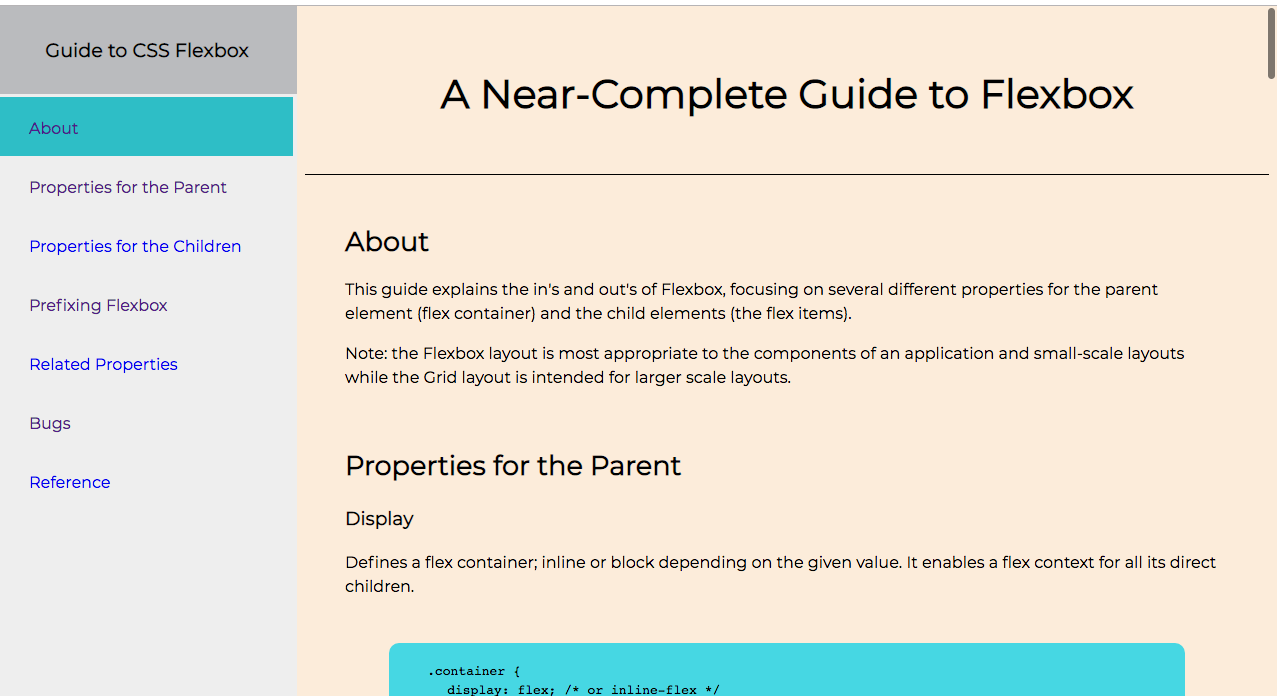 Guide to CSS Flexbox
About
Properties for the Parent
Properties for the Children
Prefixing Flexbox
Related Properties
Bugs
Reference
A Near-Complete Guide to Flexbox
About
This guide explains the in's and out's of Flexbox, focusing on several different properties for the parent
element (flex container) and the child elements (the flex items).
Note: the Flexbox layout is most appropriate to the components of an application and small-scale layouts
while the Grid layout is intended for larger scale layouts.
Properties for the Parent
Display
Defines a flex container; inline or block depending on the given value. It enables a flex context for all its direct
children.
.container {
display: flex; /* or inline-flex */